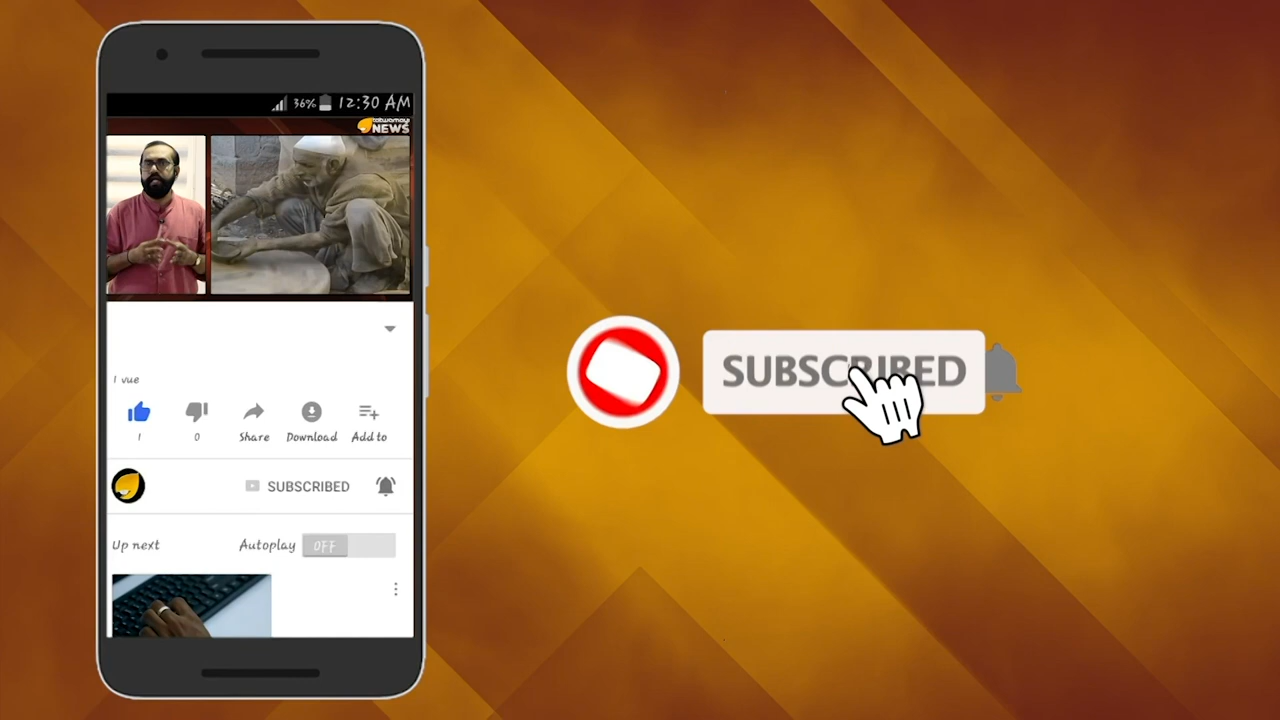 36% 12:30 AM
tatwamayi
NEWS
1 vue
1
0
Share
Download
Add to
SUBSCRIBED
Up next
Autoplay
OFF
SUBSCRIBED